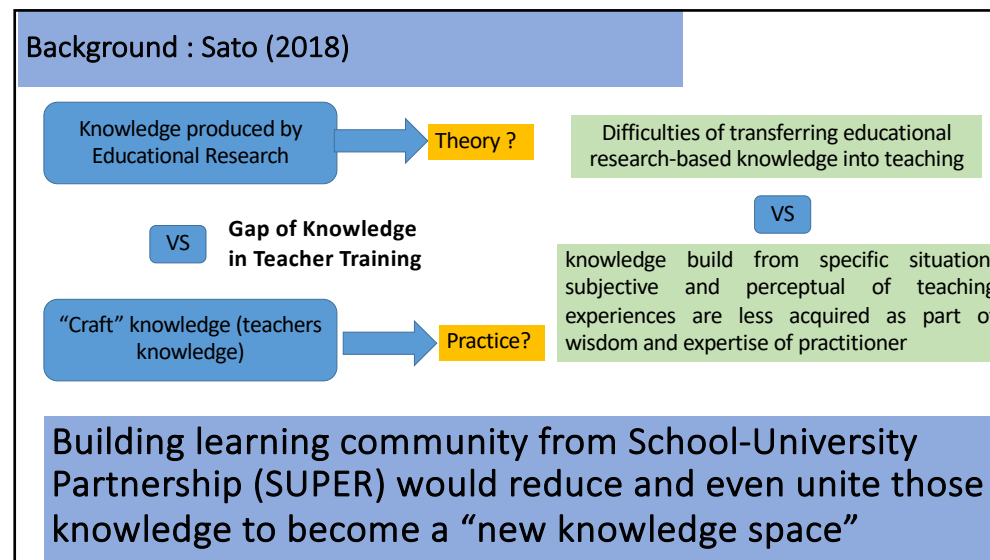 Background : Sato (2018)
Knowledge produced by
Educational Research
Theory ?
Difficulties of transferring educational
research-based knowledge into teaching
VS
Gap of Knowledge
in Teacher Training
VS
knowledge build from specific situation
subjective and perceptual of teaching
experiences are less acquired as part of
wisdom and expertise of practitioner
“Craft” knowledge (teachers
knowledge)
Practice?
Building learning community from School-University
Partnership (SUPER) would reduce and even unite those
knowledge to become a “new knowledge space”